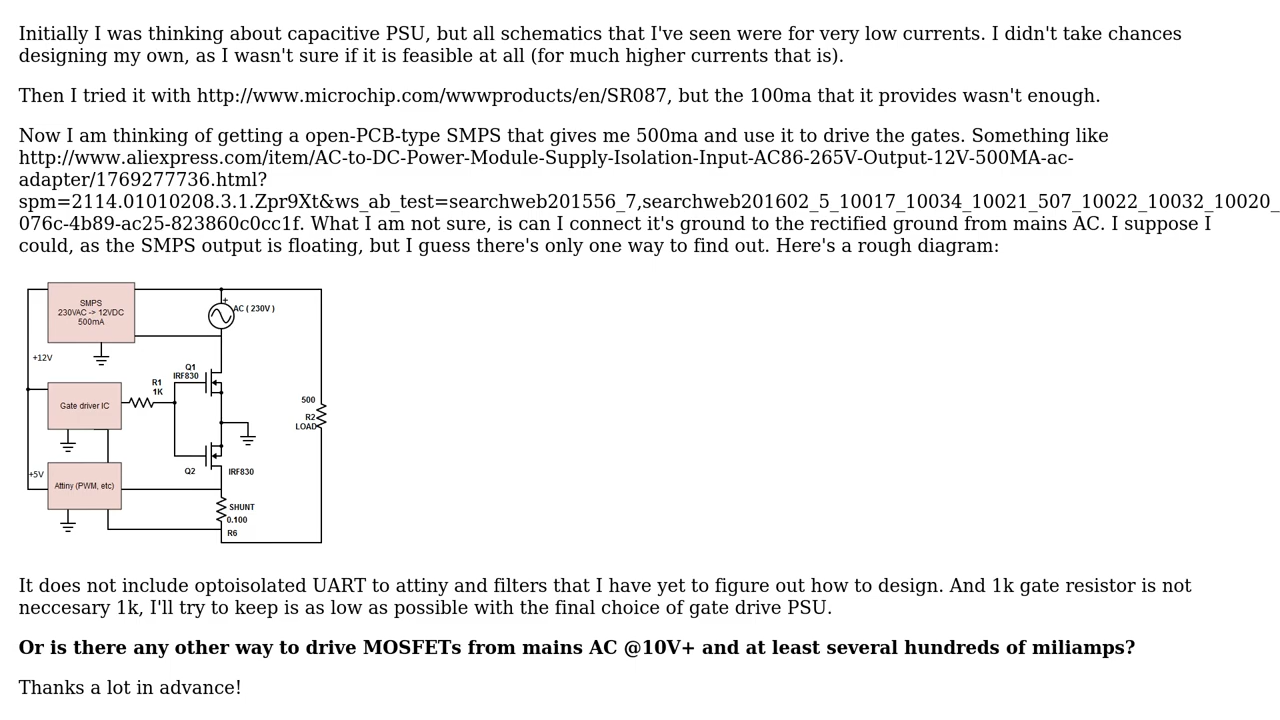 Initially I was thinking about capacitive PSU, but all schematics that I've seen were for very low currents. I didn't take chances
designing my own, as I wasn't sure if it is feasible at all (for much higher currents that is).
Then I tried it with http://www.microchip.com/wwwproducts/en/SR087, but the 100ma that it provides wasn't enough.
Now I am thinking of getting a open-PCB-type SMPS that gives me 500ma and use it to drive the gates. Something like
http://www.aliexpress.com/item/AC-to-DC-Power-Module-Supply-Isolation-Input-AC86-265V-Output-12V-500MA-ac-
adapter/1769277736.html?
spm=2114.01010208.3.1.Zpr9Xt&ws_ab_test=searchweb201556_7,searchweb201602_5_10017_10034_10021_507_10022_10032_10020_
076c-4b89-ac25-823860c0cc1f. What I am not sure, is can I connect it's ground to the rectified ground from mains AC. I suppose I
could, as the SMPS output is floating, but I guess there's only one way to find out. Here's a rough diagram:
SMPS
230VAC -> 12VDC
500mA
+
AC ( 230V )
+12V
Q1
IRF830
R1
1K
Gate driver IC
500
R2
LOAD
Q2
IRF830
+5V
Attiny (PWM, etc)
SHUNT
0.100
R6
It does not include optoisolated UART to attiny and filters that I have yet to figure out how to design. And 1k gate resistor is not
neccesary 1k, I'll try to keep is as low as possible with the final choice of gate drive PSU.
Or is there any other way to drive MOSFETs from mains AC @10V+ and at least several hundreds of miliamps?
Thanks a lot in advance!